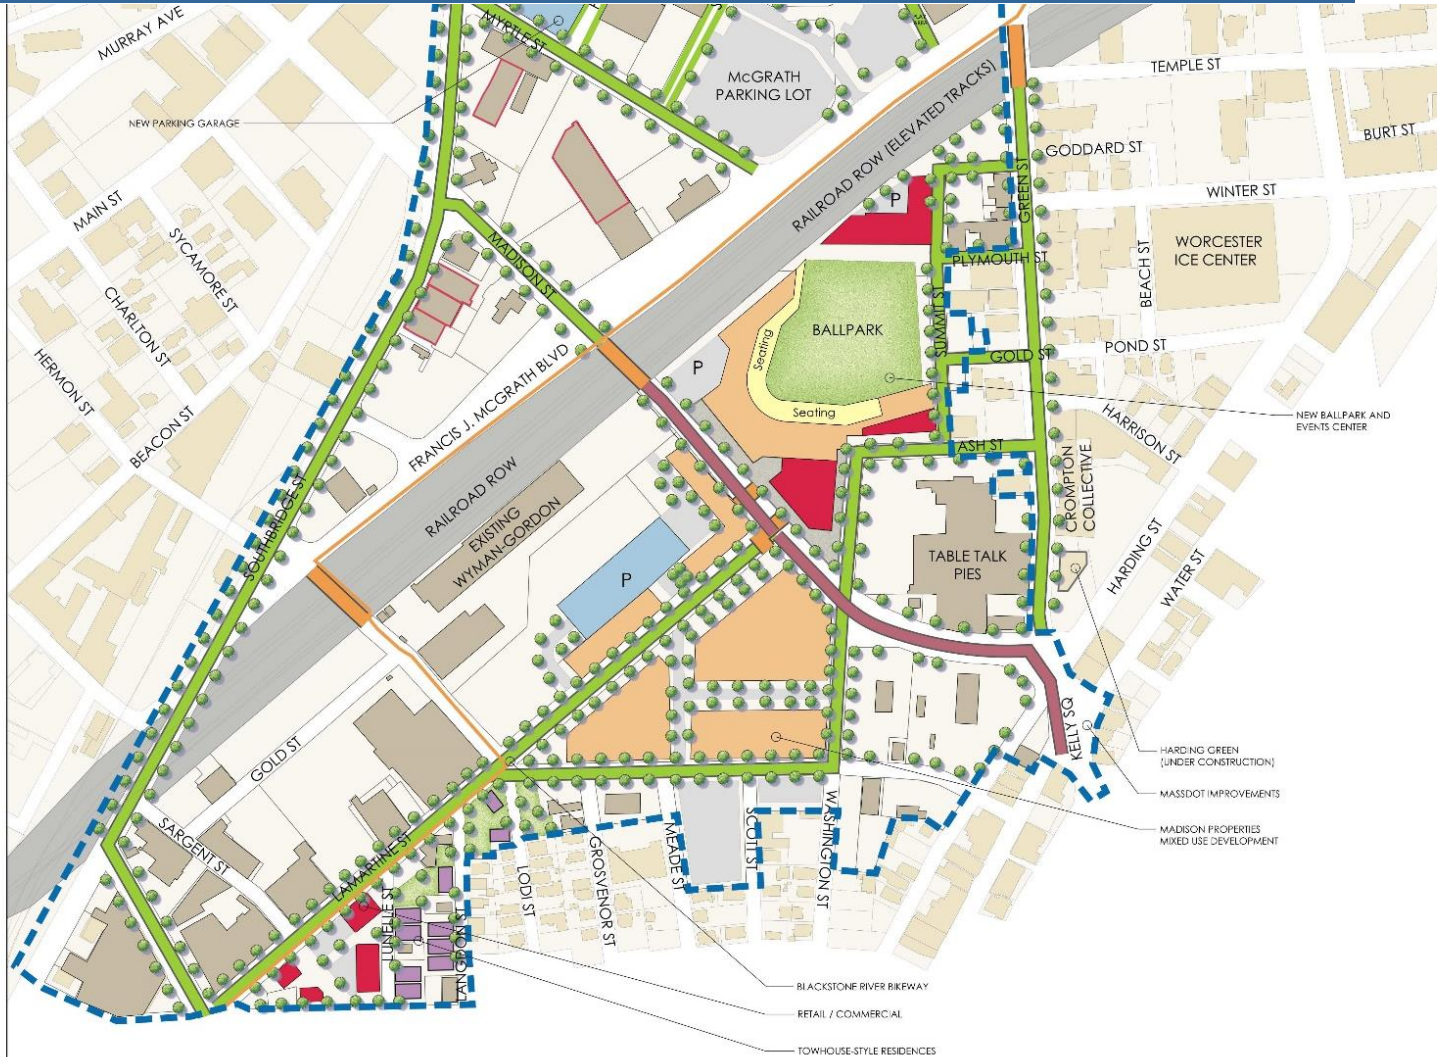 MURRAY AVE
MYRTLE ST
McGRATH
PARKING LOT
TEMPLE ST
NEW PARKING GARAGE
BURT ST
GODDARD ST
RAILROAD ROW (ELEVATED TRACKS)
GREEN ST
WINTER ST
MAIN ST
SYCAMORE ST
P
MADISON ST
WORCESTER
ICE CENTER
PLYMOUTH ST
BEACH ST
CHARLTON ST
BALLPARK
SUMMIT ST
Seating
HERMON ST
FRANCIS J. MCGRATH BLVD
P
GOLD ST
POND ST
Seating
BEACON ST
HARRISON ST
NEW BALLPARK AND
EVENTS CENTER
ASH ST
CROMPTON
COLLECTIVE
RAILROAD ROW
SOUTHBRIDGE ST
EXISTING
WYMAN-GORDON
HARDING ST
TABLE TALK
PIES
WATER ST
P
KELLY SQ
GOLD ST
HARDING GREEN
(UNDER CONSTRUCTION)
MASSDOT IMPROVEMENTS
SARGENT ST
LAMARTINE ST
MEADE ST
SCOTT ST
WASHINGTON ST
MADISON PROPERTIES
MIXED USE DEVELOPMENT
LODI ST
GROSVENOR ST
LUNELLE ST
LANGDON ST
BLACKSTONE RIVER BIKEWAY
RETAIL / COMMERCIAL
TOWHOUSE-STYLE RESIDENCES